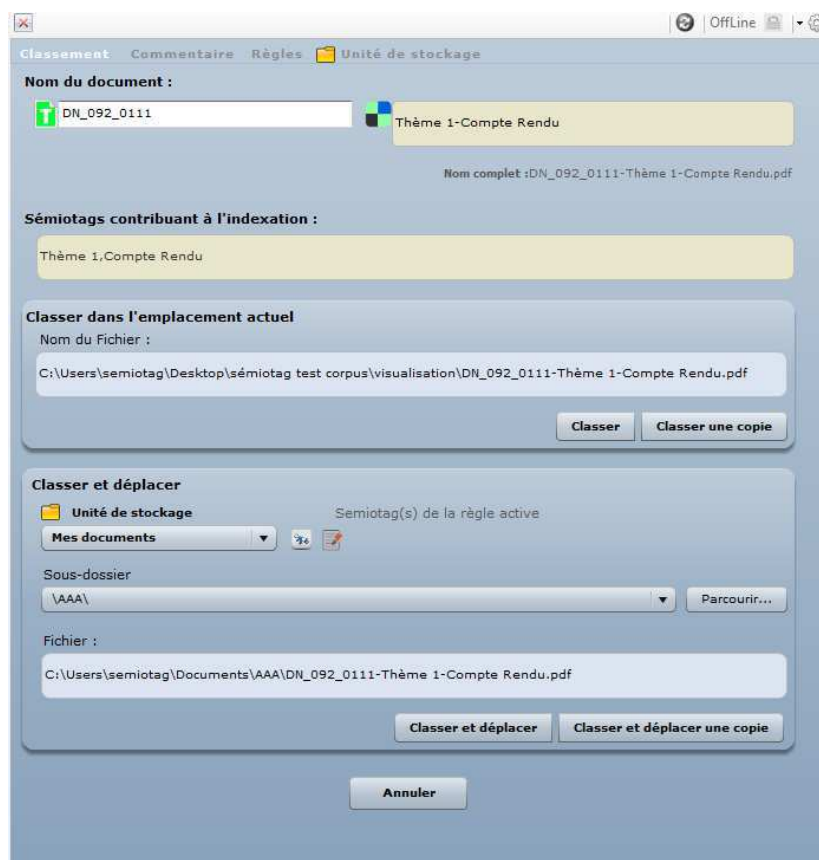 OffLine
Classement Commentaire Règles Unité de stockage
Nom du document :
DN_092_0111
Thème 1-Compte Rendu
Nom complet :DN_092_0111-Thème 1-Compte Rendu.pdf
Sémiotags contribuant à l'indexation :
Thème 1,Compte Rendu
Classer dans l'emplacement actuel
Nom du Fichier :
C:\Users\semiotag\Desktop\sémiotag test corpus\visualisation\DN_092_0111-Thème 1-Compte Rendu.pdf
Classer Classer une copie
Classer et déplacer
Unité de stockage Semiotag(s) de la règle active
Mes documents
Sous-dossier
\AAA\ Parcourir...
Fichier :
C:\Users\semiotag\Documents\AAA\DN_092_0111-Thème 1-Compte Rendu.pdf
Classer et déplacer Classer et déplacer une copie
Annuler